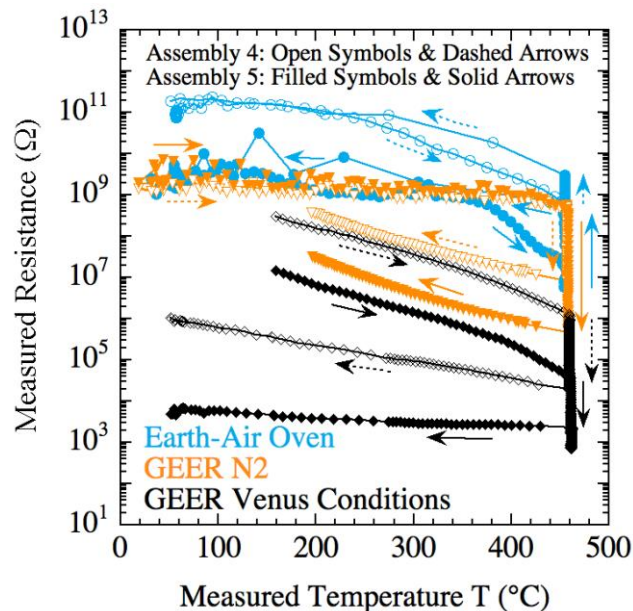 10^13
Assembly 4: Open Symbols & Dashed Arrows
Assembly 5: Filled Symbols & Solid Arrows
10^11
10^9
10^7
10^5
10^3
10^1
Measured Resistance (Ω)
Earth-Air Oven
GEER N2
GEER Venus Conditions
0 100 200 300 400 500
Measured Temperature T (°C)